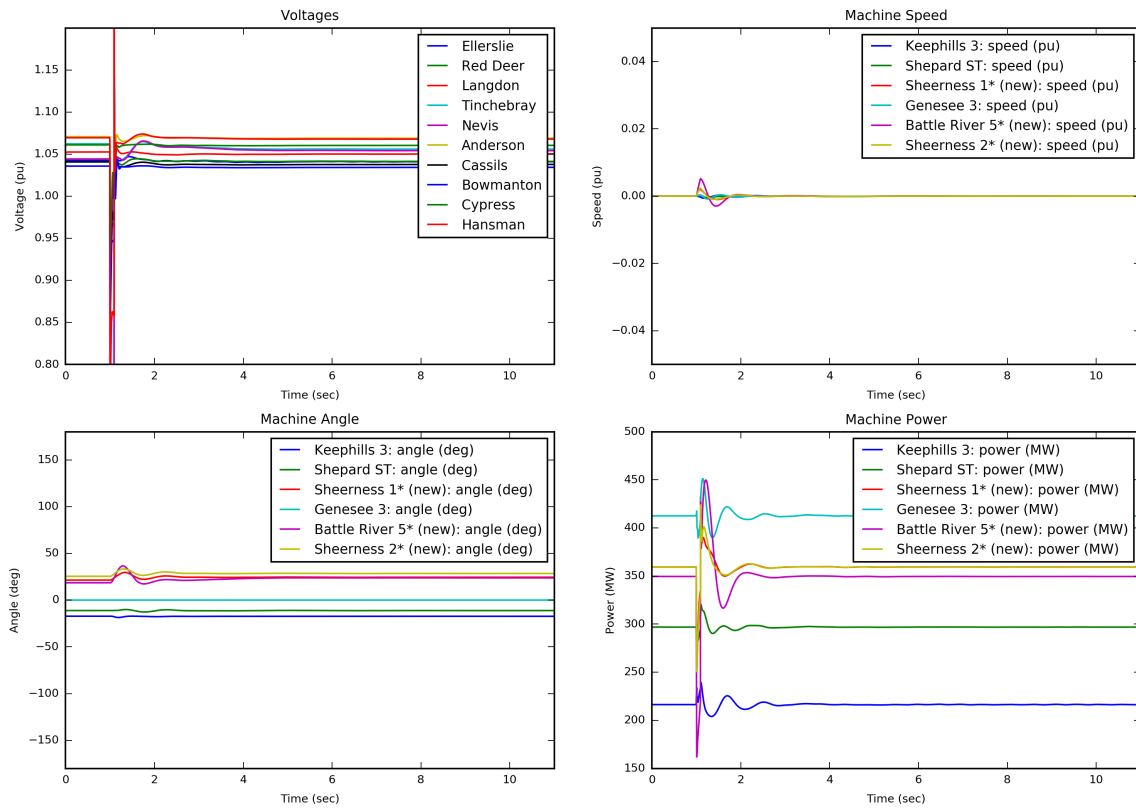 Voltages
1.15
1.10
1.05
1.00
0.95
0.90
0.85
0.80
Voltage (pu)
0 2 4 6 8 10
Time (sec)
Ellerslie
Red Deer
Langdon
Tinchebray
Nevis
Anderson
Cassils
Bowmanton
Cypress
Hansman
Machine Speed
0.04
0.02
0.00
−0.02
−0.04
Speed (pu)
0 2 4 6 8 10
Time (sec)
Keephills 3: speed (pu)
Shepard ST: speed (pu)
Sheerness 1* (new): speed (pu)
Genesee 3: speed (pu)
Battle River 5* (new): speed (pu)
Sheerness 2* (new): speed (pu)
Machine Angle
150
100
50
0
−50
−100
−150
Angle (deg)
0 2 4 6 8 10
Time (sec)
Keephills 3: angle (deg)
Shepard ST: angle (deg)
Sheerness 1* (new): angle (deg)
Genesee 3: angle (deg)
Battle River 5* (new): angle (deg)
Sheerness 2* (new): angle (deg)
Machine Power
500
450
400
350
300
250
200
150
Power (MW)
0 2 4 6 8 10
Time (sec)
Keephills 3: power (MW)
Shepard ST: power (MW)
Sheerness 1* (new): power (MW)
Genesee 3: power (MW)
Battle River 5* (new): power (MW)
Sheerness 2* (new): power (MW)